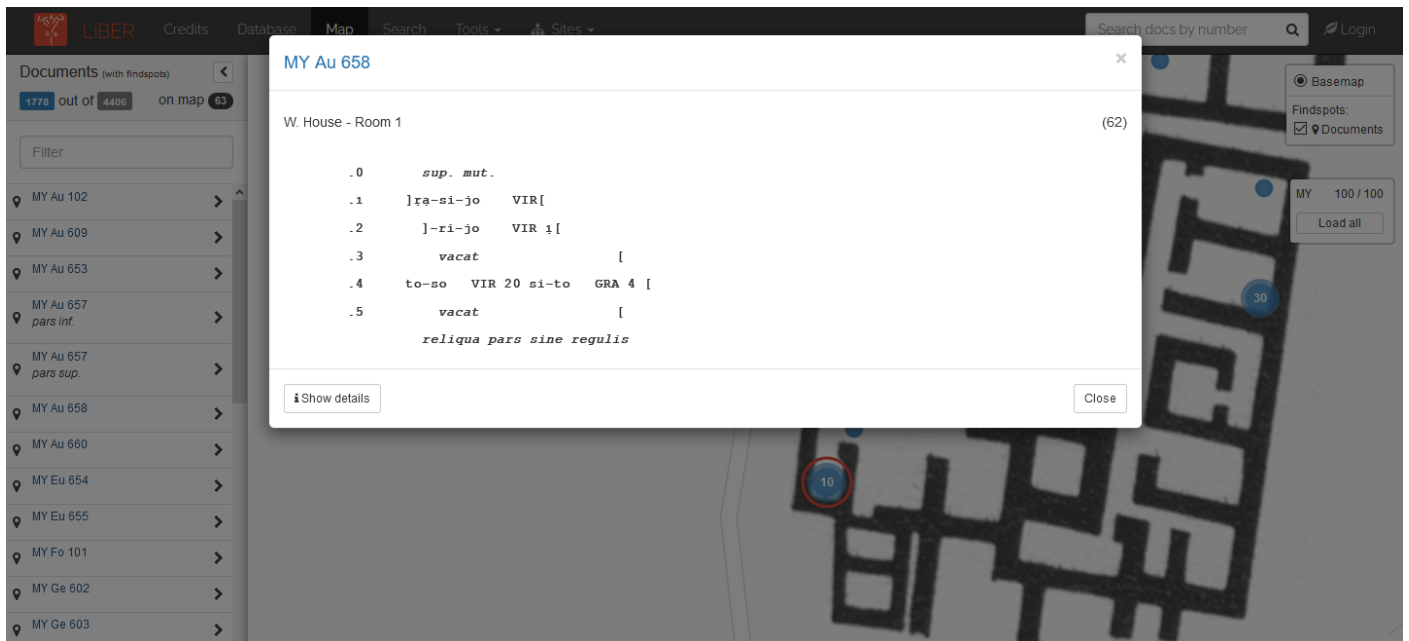 LiBER Credits Database Map Search Tools Sites Search docs by number Login
Documents (with findspots)
1778 out of 4406 on map 63
Filter
MY Au 102
MY Au 609
MY Au 653
MY Au 657
pars inf.
MY Au 657
pars sup.
MY Au 658
MY Au 660
MY Eu 654
MY Eu 655
MY Fo 101
MY Ge 602
MY Ge 603
MY Au 658 ×
W. House - Room 1 (62)
.0 sup. mut.
.1 ]ṛạ-si-jo VIR[
.2 ]-ri-jo VIR 1̣[
.3 vacat [
.4 to-so VIR 20 si-to GRA 4 [
.5 vacat [
reliqua pars sine regulis
Show details Close
Basemap
Findspots:
Documents
MY 100 / 100
Load all
30
10